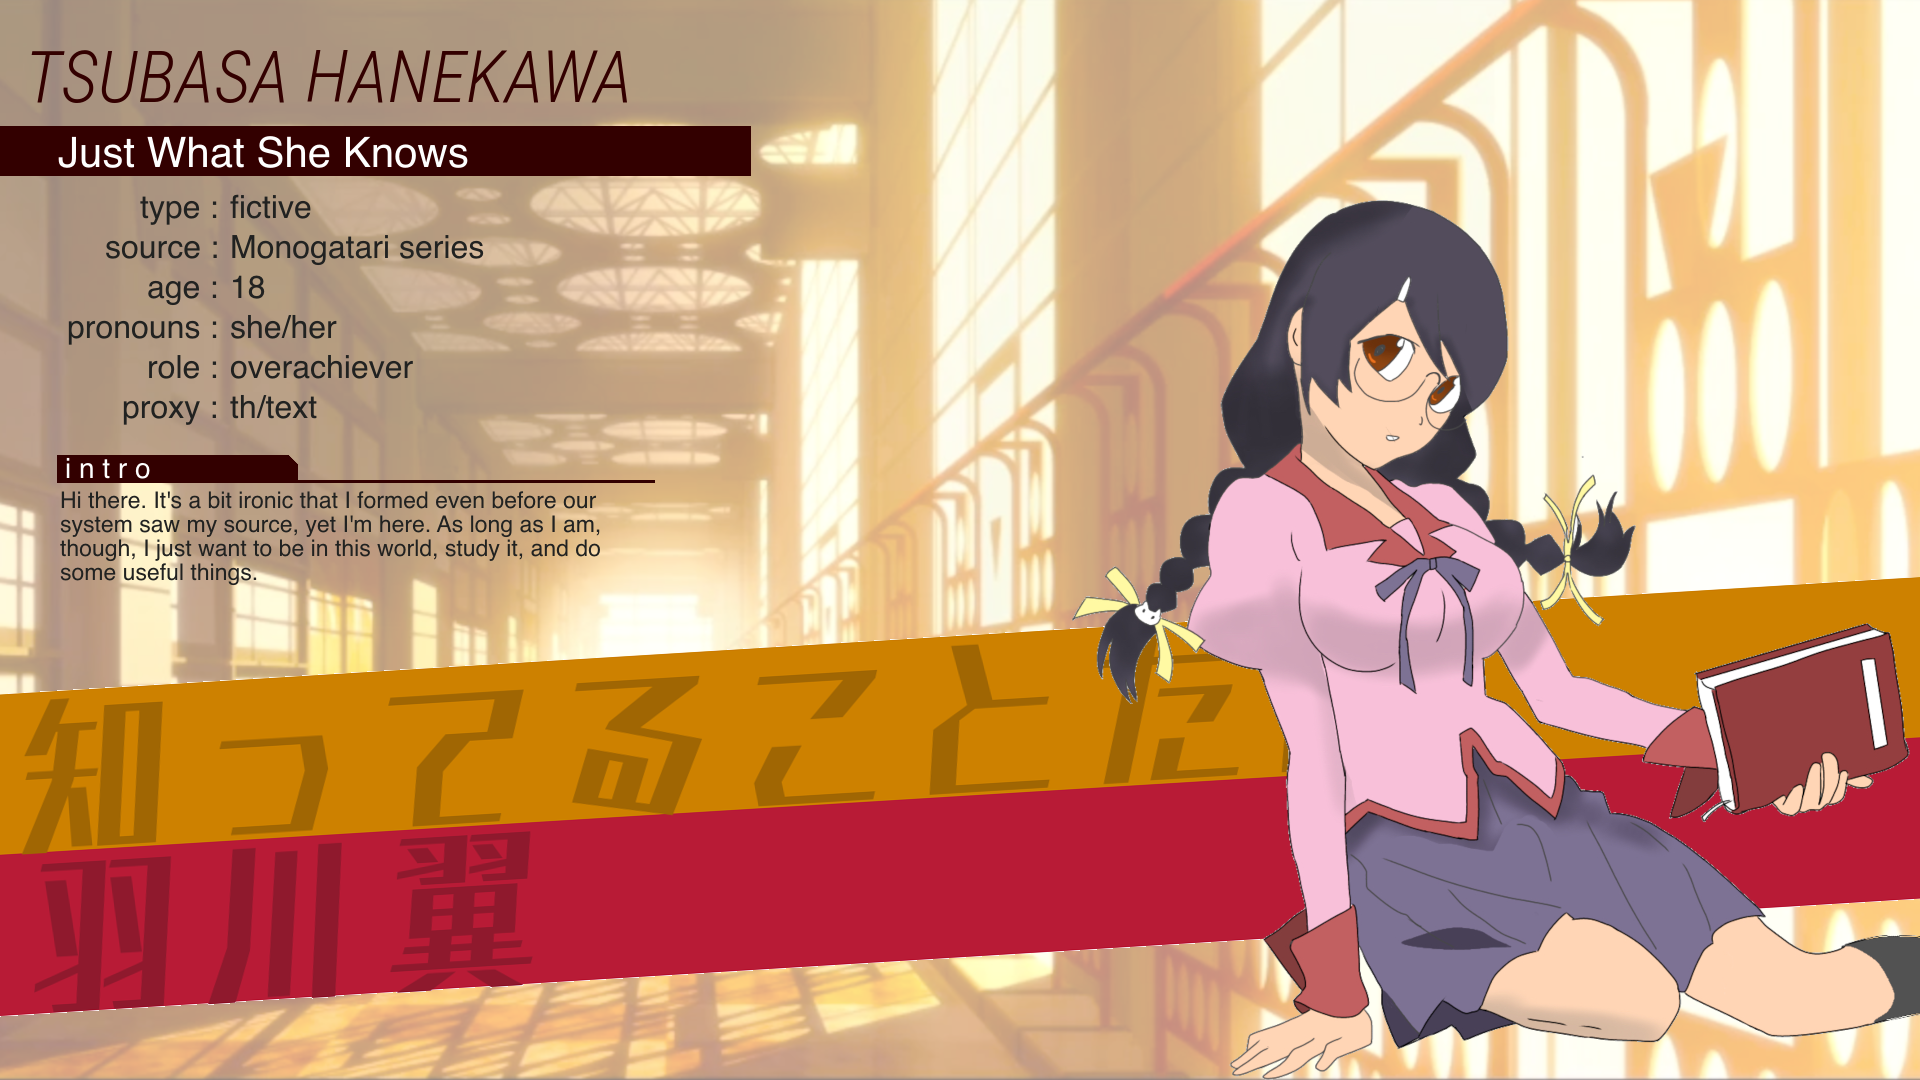 TSUBASA HANEKAWA
Just What She Knows
type : fictive
source : Monogatari series
age : 18
pronouns : she/her
role : overachiever
proxy : th/text
intro
Hi there. It's a bit ironic that I formed even before our
system saw my source, yet I'm here. As long as I am,
though, I just want to be in this world, study it, and do
some useful things.
知ってることだ
羽川翼